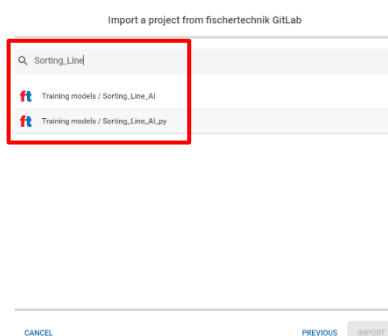 Import a project from fischertechnik GitLab
Sorting_Line
ft Training models / Sorting_Line_AI
ft Training models / Sorting_Line_AI_py
CANCEL PREVIOUS IMPORT